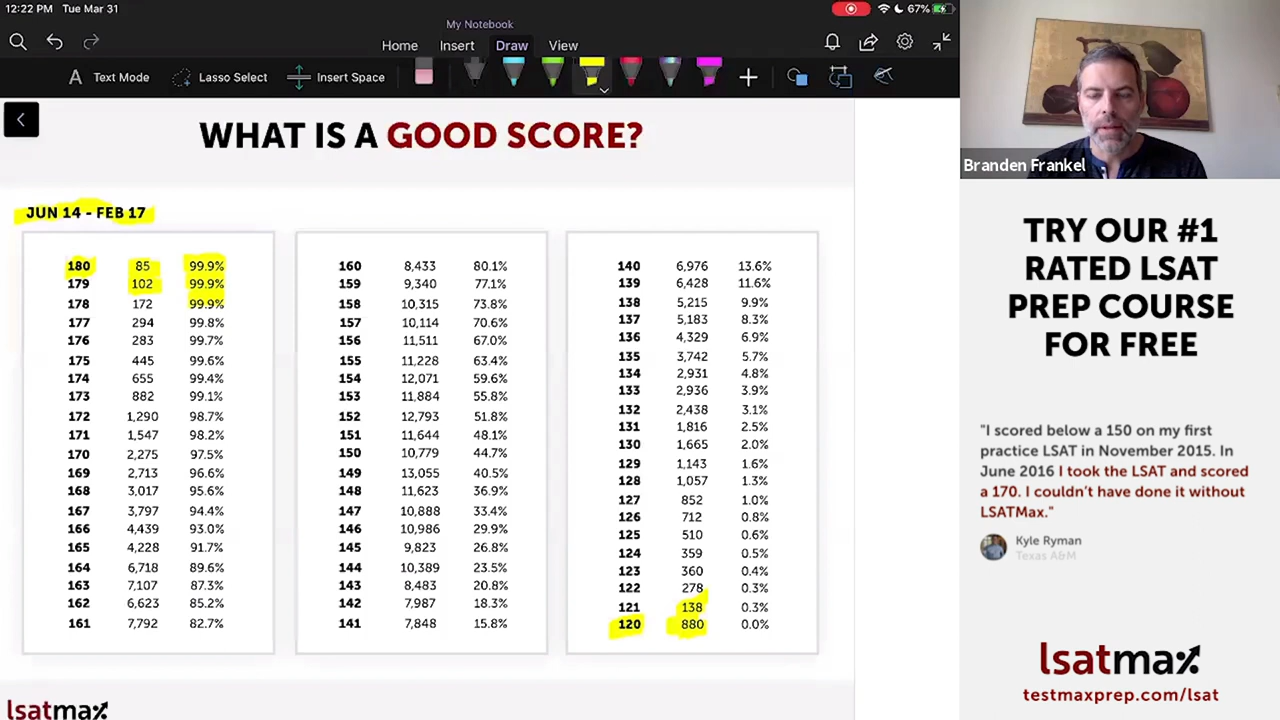 12:22 PM Tue Mar 31
67%
My Notebook
Home Insert Draw View
A Text Mode Lasso Select Insert Space
WHAT IS A GOOD SCORE?
JUN 14 - FEB 17
180 85 99.9%
179 102 99.9%
178 172 99.9%
177 294 99.8%
176 283 99.7%
175 445 99.6%
174 655 99.4%
173 882 99.1%
172 1,290 98.7%
171 1,547 98.2%
170 2,275 97.5%
169 2,713 96.6%
168 3,017 95.6%
167 3,797 94.4%
166 4,439 93.0%
165 4,228 91.7%
164 6,718 89.6%
163 7,107 87.3%
162 6,623 85.2%
161 7,792 82.7%
160 8,433 80.1%
159 9,340 77.1%
158 10,315 73.8%
157 10,114 70.6%
156 11,511 67.0%
155 11,228 63.4%
154 12,071 59.6%
153 11,884 55.8%
152 12,793 51.8%
151 11,644 48.1%
150 10,779 44.7%
149 13,055 40.5%
148 11,623 36.9%
147 10,888 33.4%
146 10,986 29.9%
145 9,823 26.8%
144 10,389 23.5%
143 8,483 20.8%
142 7,987 18.3%
141 7,848 15.8%
140 6,976 13.6%
139 6,428 11.6%
138 5,215 9.9%
137 5,183 8.3%
136 4,329 6.9%
135 3,742 5.7%
134 2,931 4.8%
133 2,936 3.9%
132 2,438 3.1%
131 1,816 2.5%
130 1,665 2.0%
129 1,143 1.6%
128 1,057 1.3%
127 852 1.0%
126 712 0.8%
125 510 0.6%
124 359 0.5%
123 360 0.4%
122 278 0.3%
121 138 0.3%
120 880 0.0%
lsatmax
Branden Frankel
TRY OUR #1
RATED LSAT
PREP COURSE
FOR FREE
"I scored below a 150 on my first
practice LSAT in November 2015. In
June 2016 I took the LSAT and scored
a 170. I couldn't have done it without
LSATMax."
Kyle Ryman
Texas A&M
lsatmax
testmaxprep.com/lsat